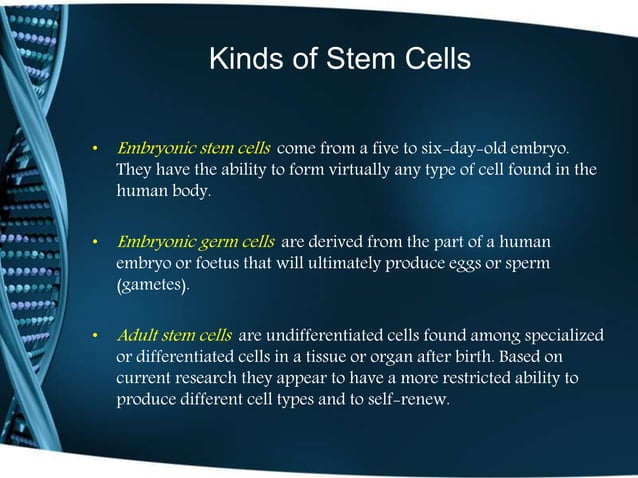 Kinds of Stem Cells
• Embryonic stem cells come from a five to six-day-old embryo.
They have the ability to form virtually any type of cell found in the
human body.
• Embryonic germ cells are derived from the part of a human
embryo or foetus that will ultimately produce eggs or sperm
(gametes).
• Adult stem cells are undifferentiated cells found among specialized
or differentiated cells in a tissue or organ after birth. Based on
current research they appear to have a more restricted ability to
produce different cell types and to self-renew.